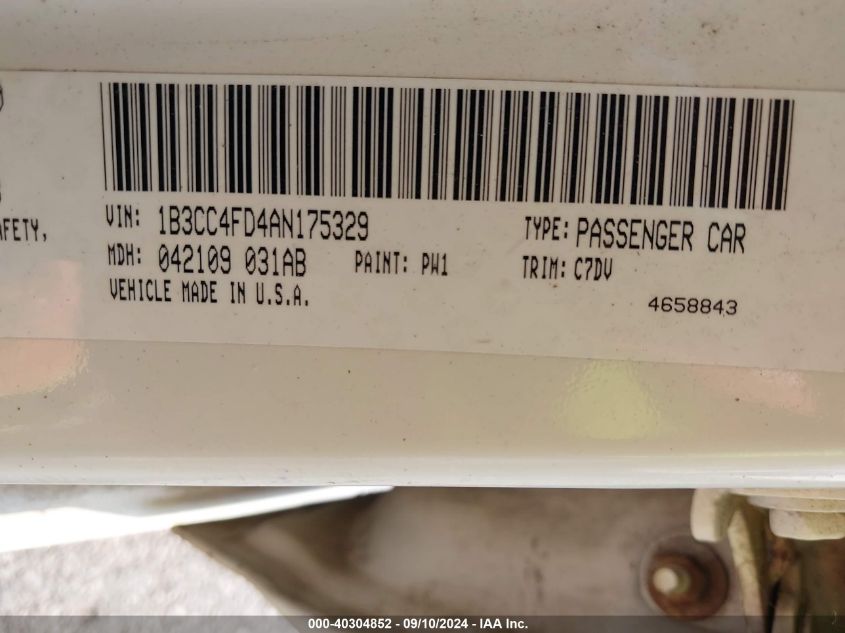 AFETY,
VIN: 1B3CC4FD4AN175329 TYPE: PASSENGER CAR
MDH: 042109 031AB PAINT: PW1 TRIM: C7DV
VEHICLE MADE IN U.S.A.
4658843
000-40304852 - 09/10/2024 - IAA Inc.